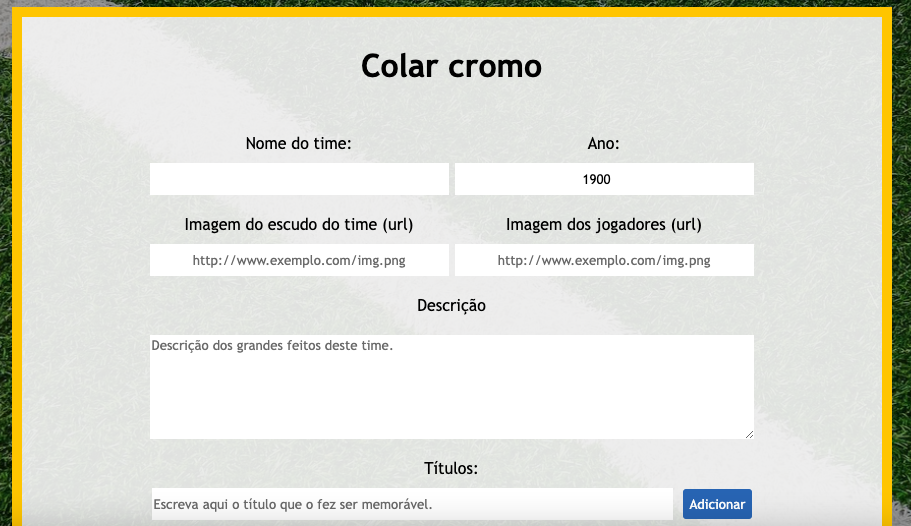 Colar cromo
Nome do time:
Ano:
1900
Imagem do escudo do time (url)
Imagem dos jogadores (url)
http://www.exemplo.com/img.png
http://www.exemplo.com/img.png
Descrição
Descrição dos grandes feitos deste time.
Títulos:
Escreva aqui o título que o fez ser memorável.
Adicionar